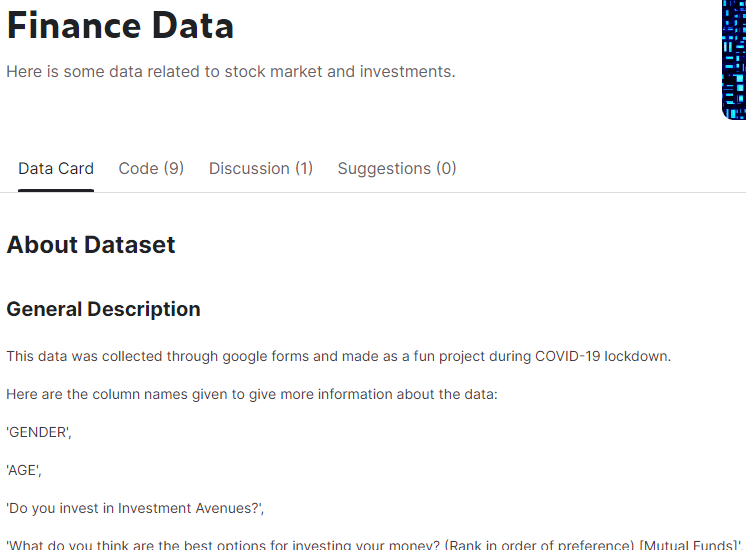 Finance Data
Here is some data related to stock market and investments.
Data Card Code (9) Discussion (1) Suggestions (0)
About Dataset
General Description
This data was collected through google forms and made as a fun project during COVID-19 lockdown.
Here are the column names given to give more information about the data:
'GENDER',
'AGE',
'Do you invest in Investment Avenues?',
'What do you think are the best options for investing your money? (Rank in order of preference) [Mutual Funds]'